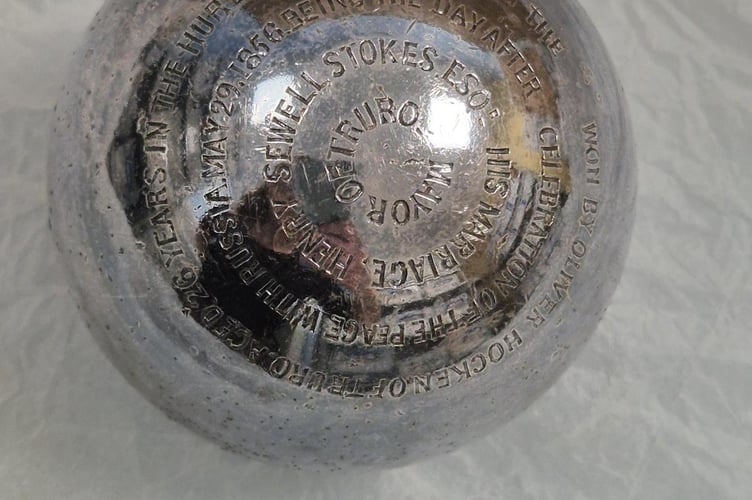 WON BY OLIVER HOCKEN, OF TRURO, AGED 26 YEARS IN THE
THE CELEBRATION OF THE PEACE WITH RUSSIA. MAY 29. 1856. BEING THE DAY AFTER
HIS MARRIAGE, HENRY SEWELL STOKES, ESQ.,
MAYOR OF TRURO.